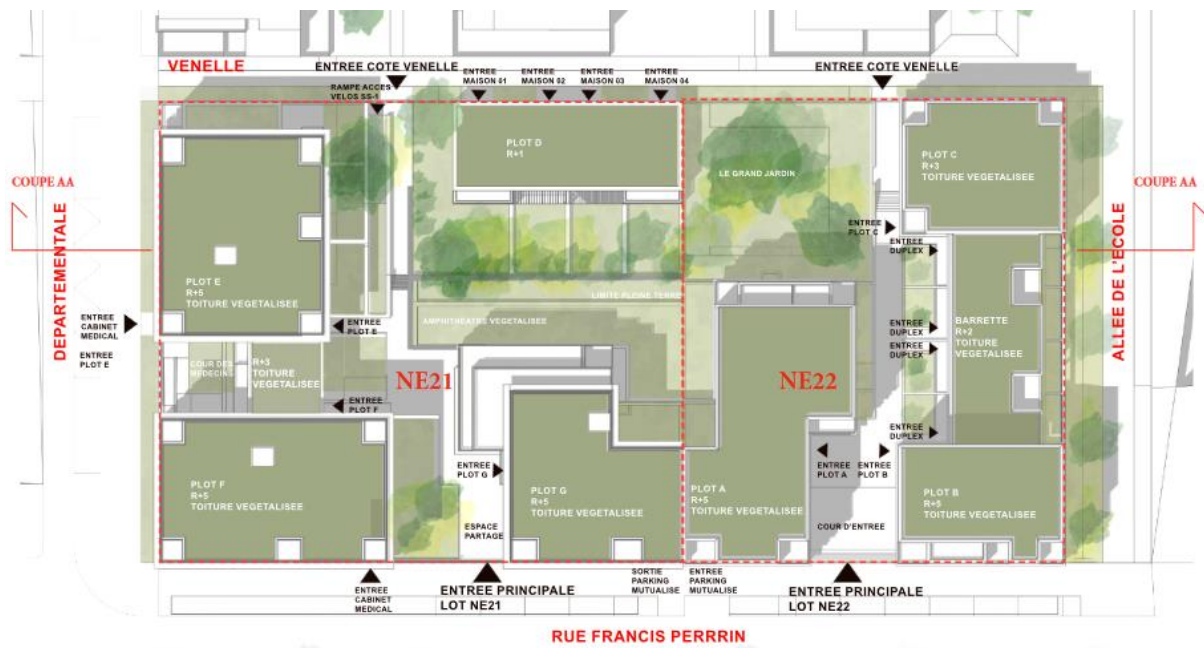 VENELLE
ENTREE COTE VENELLE
ENTREE COTE VENELLE
RAMPE ACCES
VELOS SS-1
ENTREE
MAISON 01
ENTREE
MAISON 02
ENTREE
MAISON 03
ENTREE
MAISON 04
PLOT D
R+1
LE GRAND JARDIN
PLOT C
R+3
TOITURE VEGETALISEE
COUPE AA
COUPE AA
DEPARTEMENTALE
ALLEE DE L'ECOLE
ENTREE
PLOT C
ENTREE
DUPLEX
PLOT E
R+5
TOITURE VEGETALISEE
LIMITE PLEINE TERRE
AMPHITHEATRE VEGETALISEE
ENTREE
CABINET
MEDICAL
ENTREE
PLOT E
ENTREE
PLOT E
ENTREE
DUPLEX
ENTREE
DUPLEX
BARRETTE
R+2
TOITURE
VEGETALISEE
COUR DES
MEDECINS
R+3
TOITURE
VEGETALISEE
NE21
NE22
ENTREE
PLOT F
ENTREE
DUPLEX
ENTREE
PLOT G
ENTREE
PLOT A
ENTREE
PLOT B
PLOT F
R+5
TOITURE VEGETALISEE
PLOT G
R+5
TOITURE VEGETALISEE
PLOT A
R+5
TOITURE VEGETALISEE
PLOT B
R+5
TOITURE VEGETALISEE
ESPACE
PARTAGE
COUR D'ENTREE
ENTREE
CABINET
MEDICAL
ENTREE PRINCIPALE
LOT NE21
SORTIE
PARKING
MUTUALISE
ENTREE
PARKING
MUTUALISE
ENTREE PRINCIPALE
LOT NE22
RUE FRANCIS PERRRIN